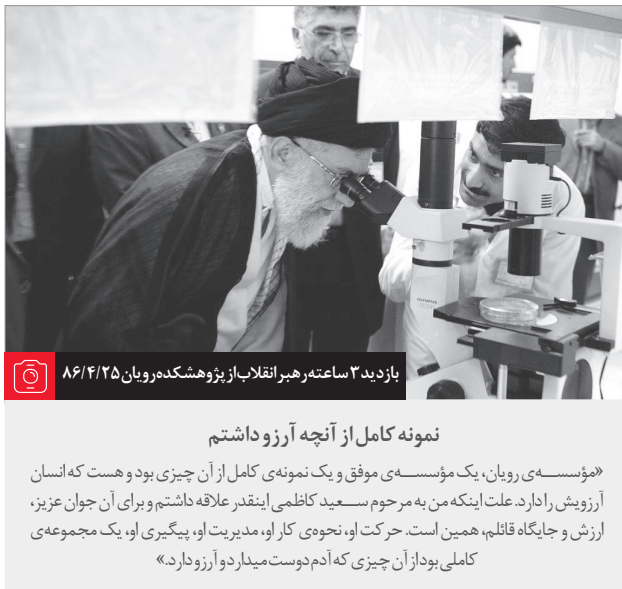 OLYMPUS
بازدید ۳ ساعته رهبر انقلاب از پژوهشکده رویان ۸۶/۴/۲۵
نمونه کامل از آنچه آرزو داشتم
«مؤسسه‌ی رویان، یک مؤسسه‌ی موفق و یک نمونه‌ی کامل از آن چیزی بود و هست که انسان
آرزویش را دارد. علت اینکه من به مرحوم سعید کاظمی اینقدر علاقه داشتم و برای آن جوان عزیز،
ارزش و جایگاه قائلم، همین است. حرکت او، نحوه‌ی کار او، مدیریت او، پیگیری او، یک مجموعه‌ی
کاملی بود از آن چیزی که آدم دوست میدارد و آرزو دارد.»